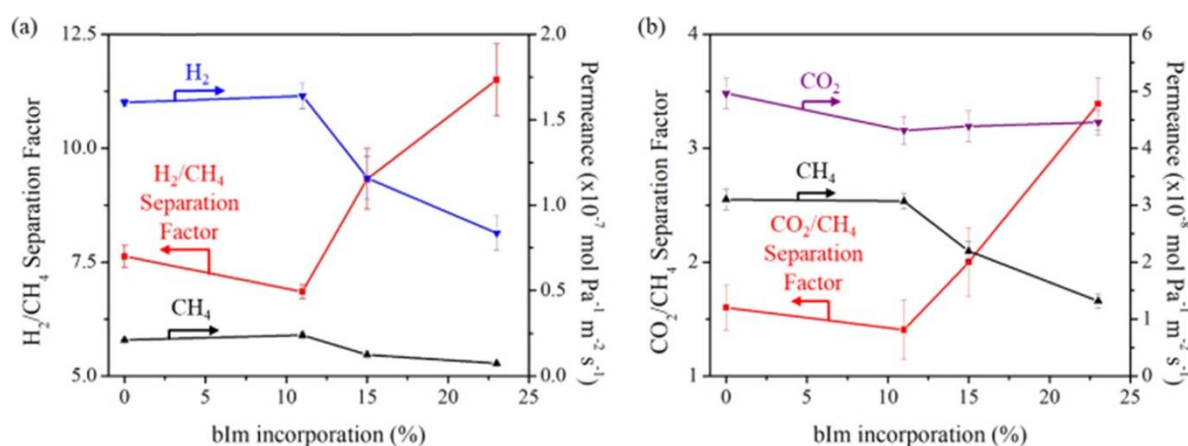 (a)
12.5
10.0
7.5
5.0
H₂/CH₄ Separation Factor
H₂
H₂/CH₄
Separation
Factor
CH₄
2.0
1.5
1.0
0.5
0.0
Permeance (x10⁻⁷ mol Pa⁻¹ m⁻² s⁻¹)
0 5 10 15 20 25
bIm incorporation (%)
(b)
4
3
2
1
CO₂/CH₄ Separation Factor
CO₂
CH₄
CO₂/CH₄
Separation
Factor
6
5
4
3
2
1
0
Permeance (x10⁻⁸ mol Pa⁻¹ m⁻² s⁻¹)
0 5 10 15 20 25
bIm incorporation (%)